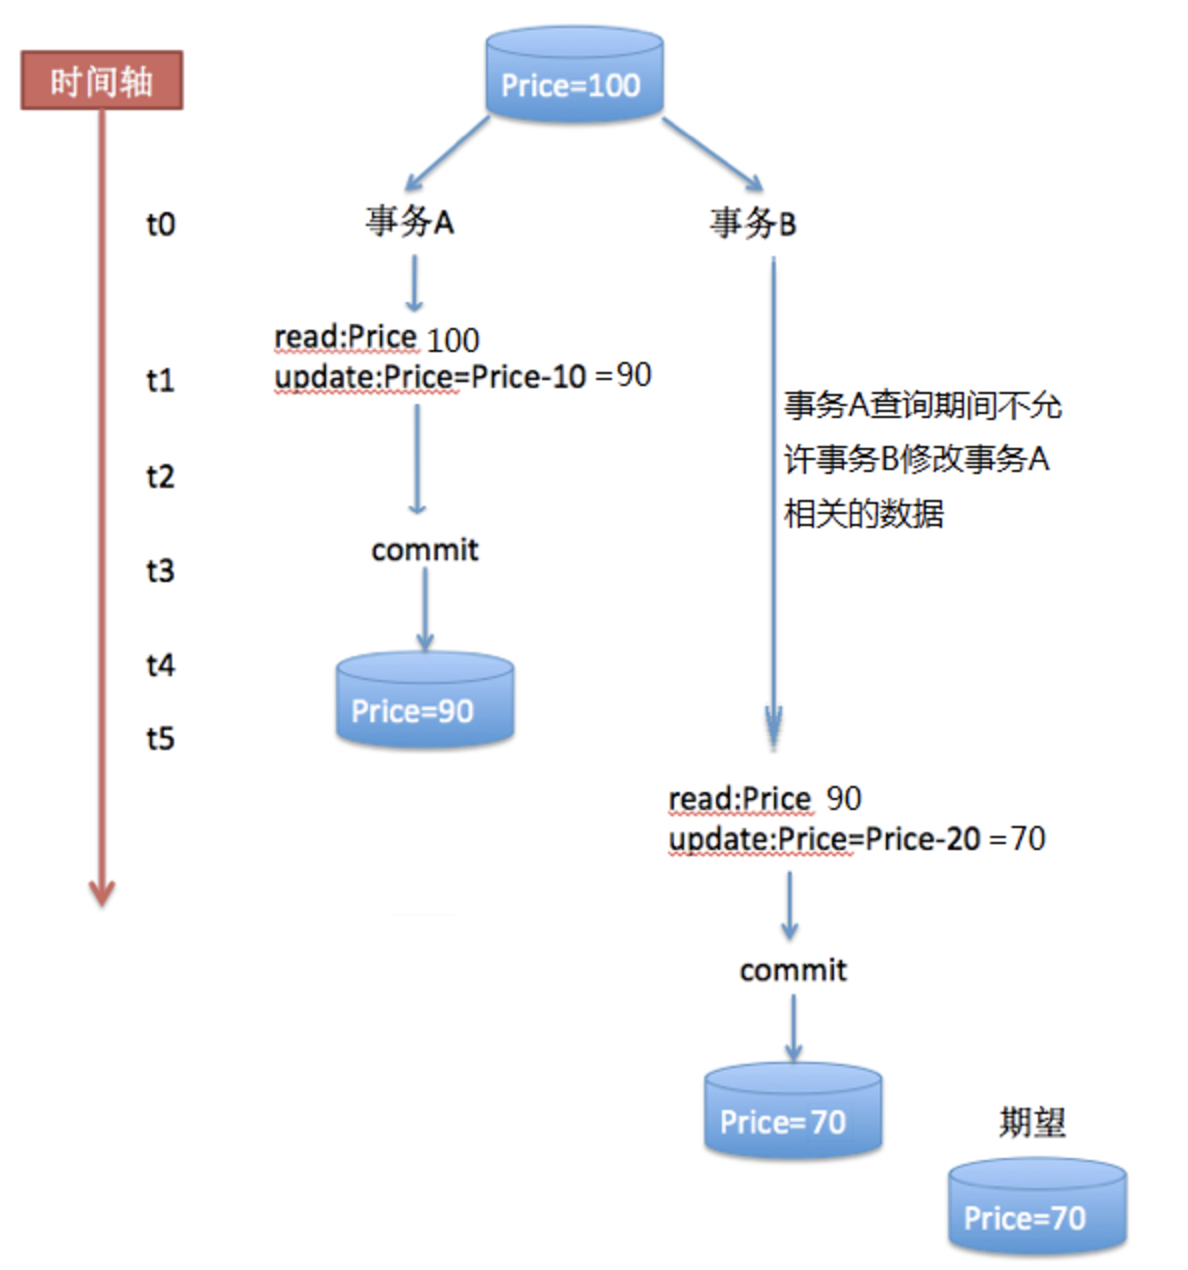 Price=100
时间轴
t0
事务A
事务B
read:Price 100
t1
update:Price=Price-10 =90
事务A查询期间不允
许事务B修改事务A
相关的数据
t2
commit
t3
t4
Price=90
t5
read:Price 90
update:Price=Price-20 =70
commit
Price=70
期望
Price=70